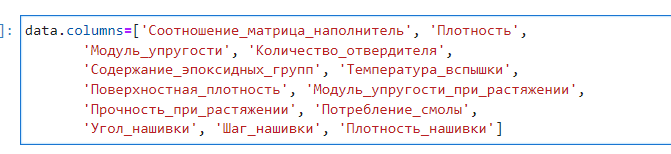 ]: data.columns=['Соотношение_матрица_наполнитель', 'Плотность',
'Модуль_упругости', 'Количество_отвердителя',
'Содержание_эпоксидных_групп', 'Температура_вспышки',
'Поверхностная_плотность', 'Модуль_упругости_при_растяжении',
'Прочность_при_растяжении', 'Потребление_смолы',
'Угол_нашивки', 'Шаг_нашивки', 'Плотность_нашивки']